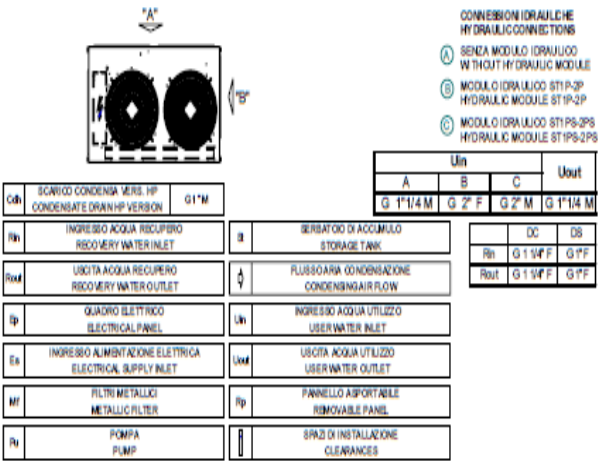 "A"
"B"
CONNESSIONI IDRAULICHE
HYDRAULIC CONNECTIONS
A SENZA MODULO IDRAULICO
WITHOUT HYDRAULIC MODULE
B MODULO IDRAULICO ST1P-2P
HYDRAULIC MODULE ST1P-2P
C MODULO IDRAULICO ST1PS-2PS
HYDRAULIC MODULE ST1PS-2PS
Uin Uout
A B C
G 1"1/4 M G 2" F G 2" M G 1"1/4 M
DC DS
Rin G 1 1/4" F G 1"F
Rout G 1 1/4" F G 1"F
Cdh SCARICO CONDENSA VERS. HP
CONDENSATE DRAIN HP VERSION
G 1" M
Rin INGRESSO ACQUA RECUPERO
RECOVERY WATER INLET
Rout USCITA ACQUA RECUPERO
RECOVERY WATER OUTLET
Ep QUADRO ELETTRICO
ELECTRICAL PANEL
Ea INGRESSO ALIMENTAZIONE ELETTRICA
ELECTRICAL SUPPLY INLET
Mf FILTRI METALLICI
METALLIC FILTER
Pu POMPA
PUMP
SERBATOIO DI ACCUMULO
STORAGE TANK
FLUSSO ARIA CONDENSAZIONE
CONDENSING AIR FLOW
Uin INGRESSO ACQUA UTILIZZO
USER WATER INLET
Uout USCITA ACQUA UTILIZZO
USER WATER OUTLET
Rp PANNELLO ASPORTABILE
REMOVABLE PANEL
SPAZI DI INSTALLAZIONE
CLEARANCES